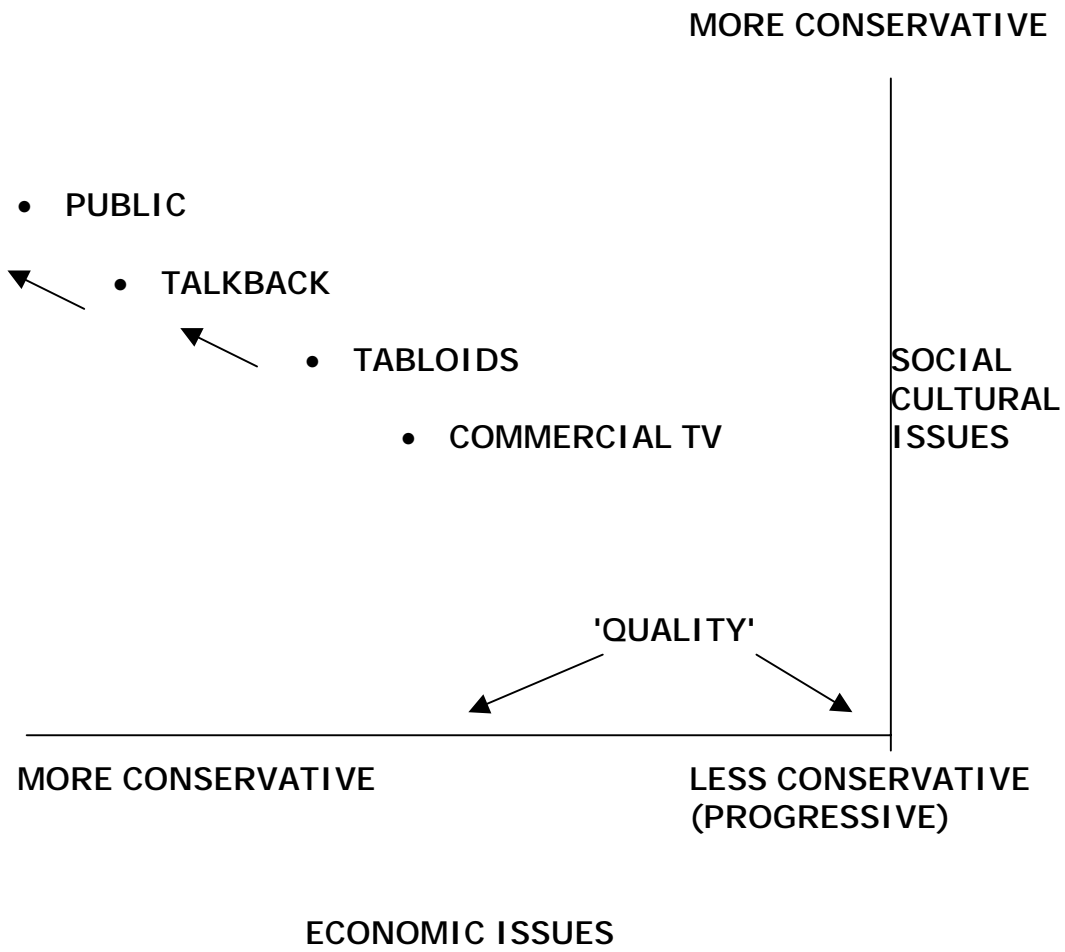 MORE CONSERVATIVE
• PUBLIC
• TALKBACK
• TABLOIDS
SOCIAL
CULTURAL
ISSUES
• COMMERCIAL TV
'QUALITY'
MORE CONSERVATIVE
LESS CONSERVATIVE
(PROGRESSIVE)
ECONOMIC ISSUES